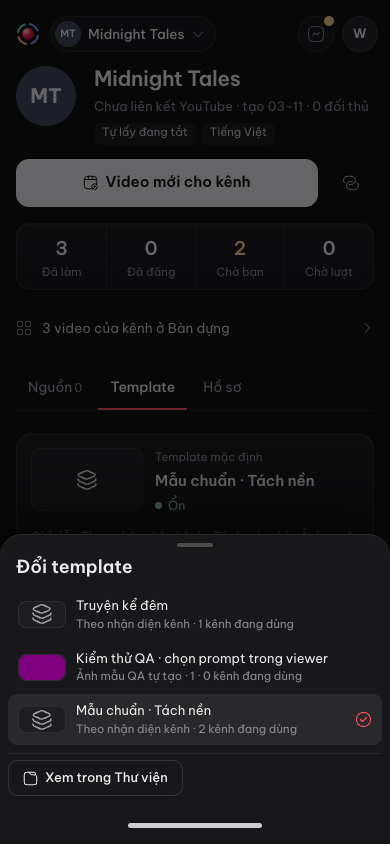 MT Midnight Tales W
MT
Midnight Tales
Chưa liên kết YouTube · tạo 03-11 · 0 đối thủ
Tự lấy đang tắt Tiếng Việt
Video mới cho kênh
3 0 2 0
Đã làm Đã đăng Chờ bạn Chờ lượt
3 video của kênh ở Bàn dựng
Nguồn 0 Template Hồ sơ
Template mặc định
Mẫu chuẩn · Tách nền
Ổn
Đổi template
Truyện kể đêm
Theo nhận diện kênh · 1 kênh đang dùng
Kiểm thử QA · chọn prompt trong viewer
Ảnh mẫu QA tự tạo · 1 · 0 kênh đang dùng
Mẫu chuẩn · Tách nền
Theo nhận diện kênh · 2 kênh đang dùng
Xem trong Thư viện